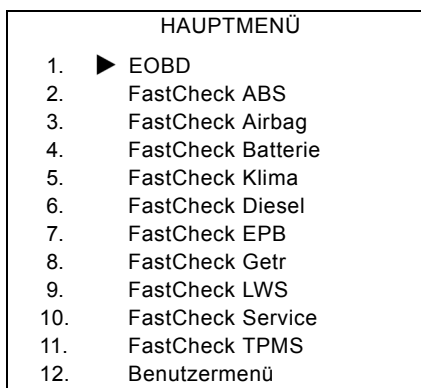 HAUPTMENÜ
1. ▶ EOBD
2. FastCheck ABS
3. FastCheck Airbag
4. FastCheck Batterie
5. FastCheck Klima
6. FastCheck Diesel
7. FastCheck EPB
8. FastCheck Getr
9. FastCheck LWS
10. FastCheck Service
11. FastCheck TPMS
12. Benutzermenü